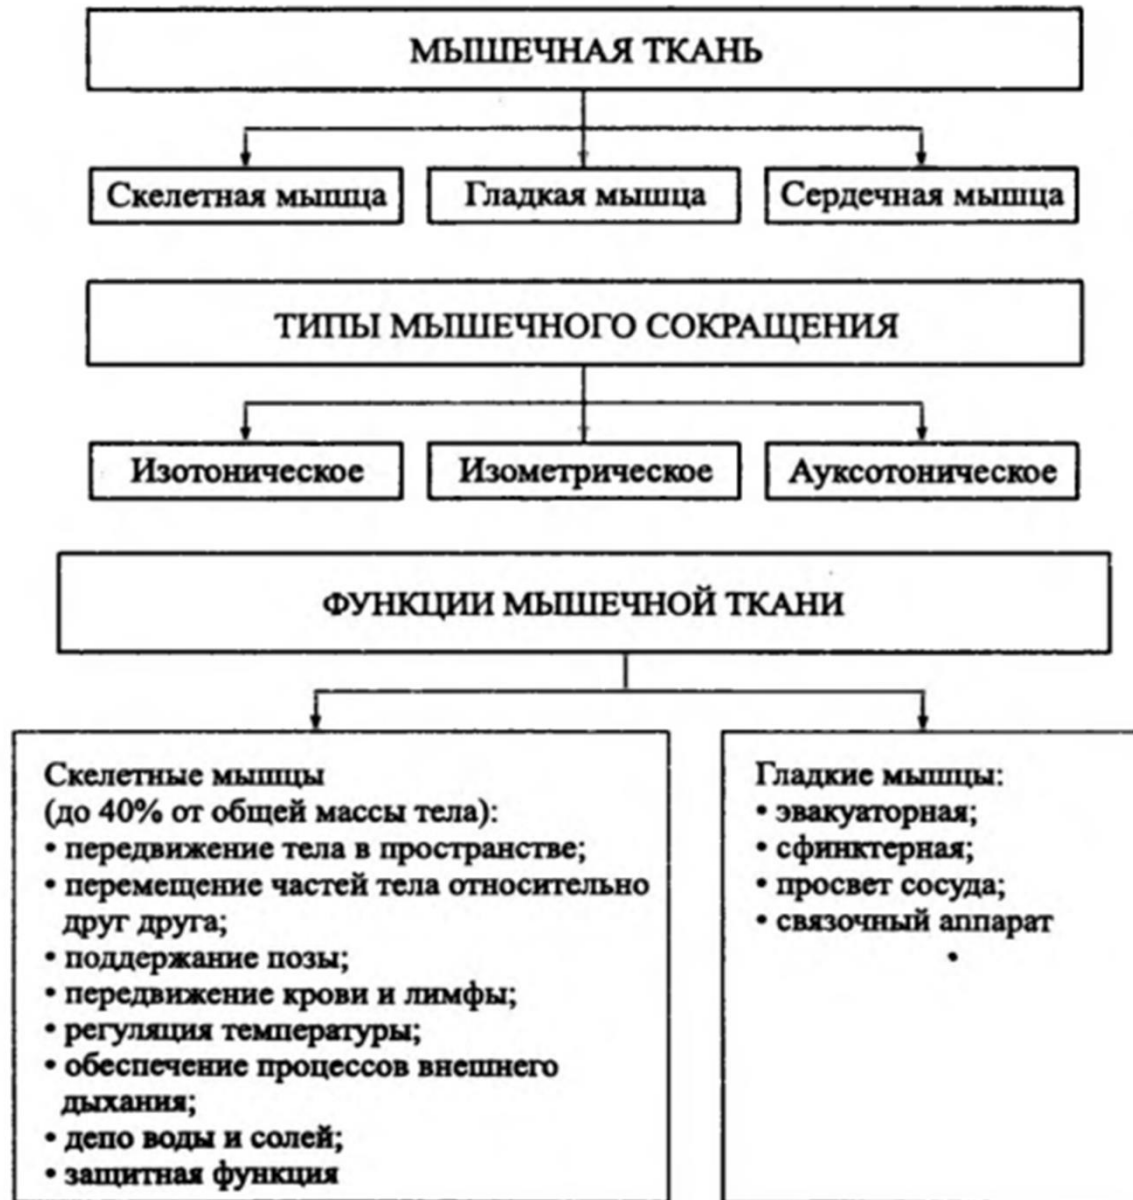 МЫШЕЧНАЯ ТКАНЬ
Скелетная мышца
Гладкая мышца
Сердечная мышца
ТИПЫ МЫШЕЧНОГО СОКРАЩЕНИЯ
Изотоническое
Изометрическое
Ауксотоническое
ФУНКЦИИ МЫШЕЧНОЙ ТКАНИ
Скелетные мышцы
(до 40% от общей массы тела):
• передвижение тела в пространстве;
• перемещение частей тела относительно
друг друга;
• поддержание позы;
• передвижение крови и лимфы;
• регуляция температуры;
• обеспечение процессов внешнего
дыхания;
• депо воды и солей;
• защитная функция
Гладкие мышцы:
• эвакуаторная;
• сфинктерная;
• просвет сосуда;
• связочный аппарат
•